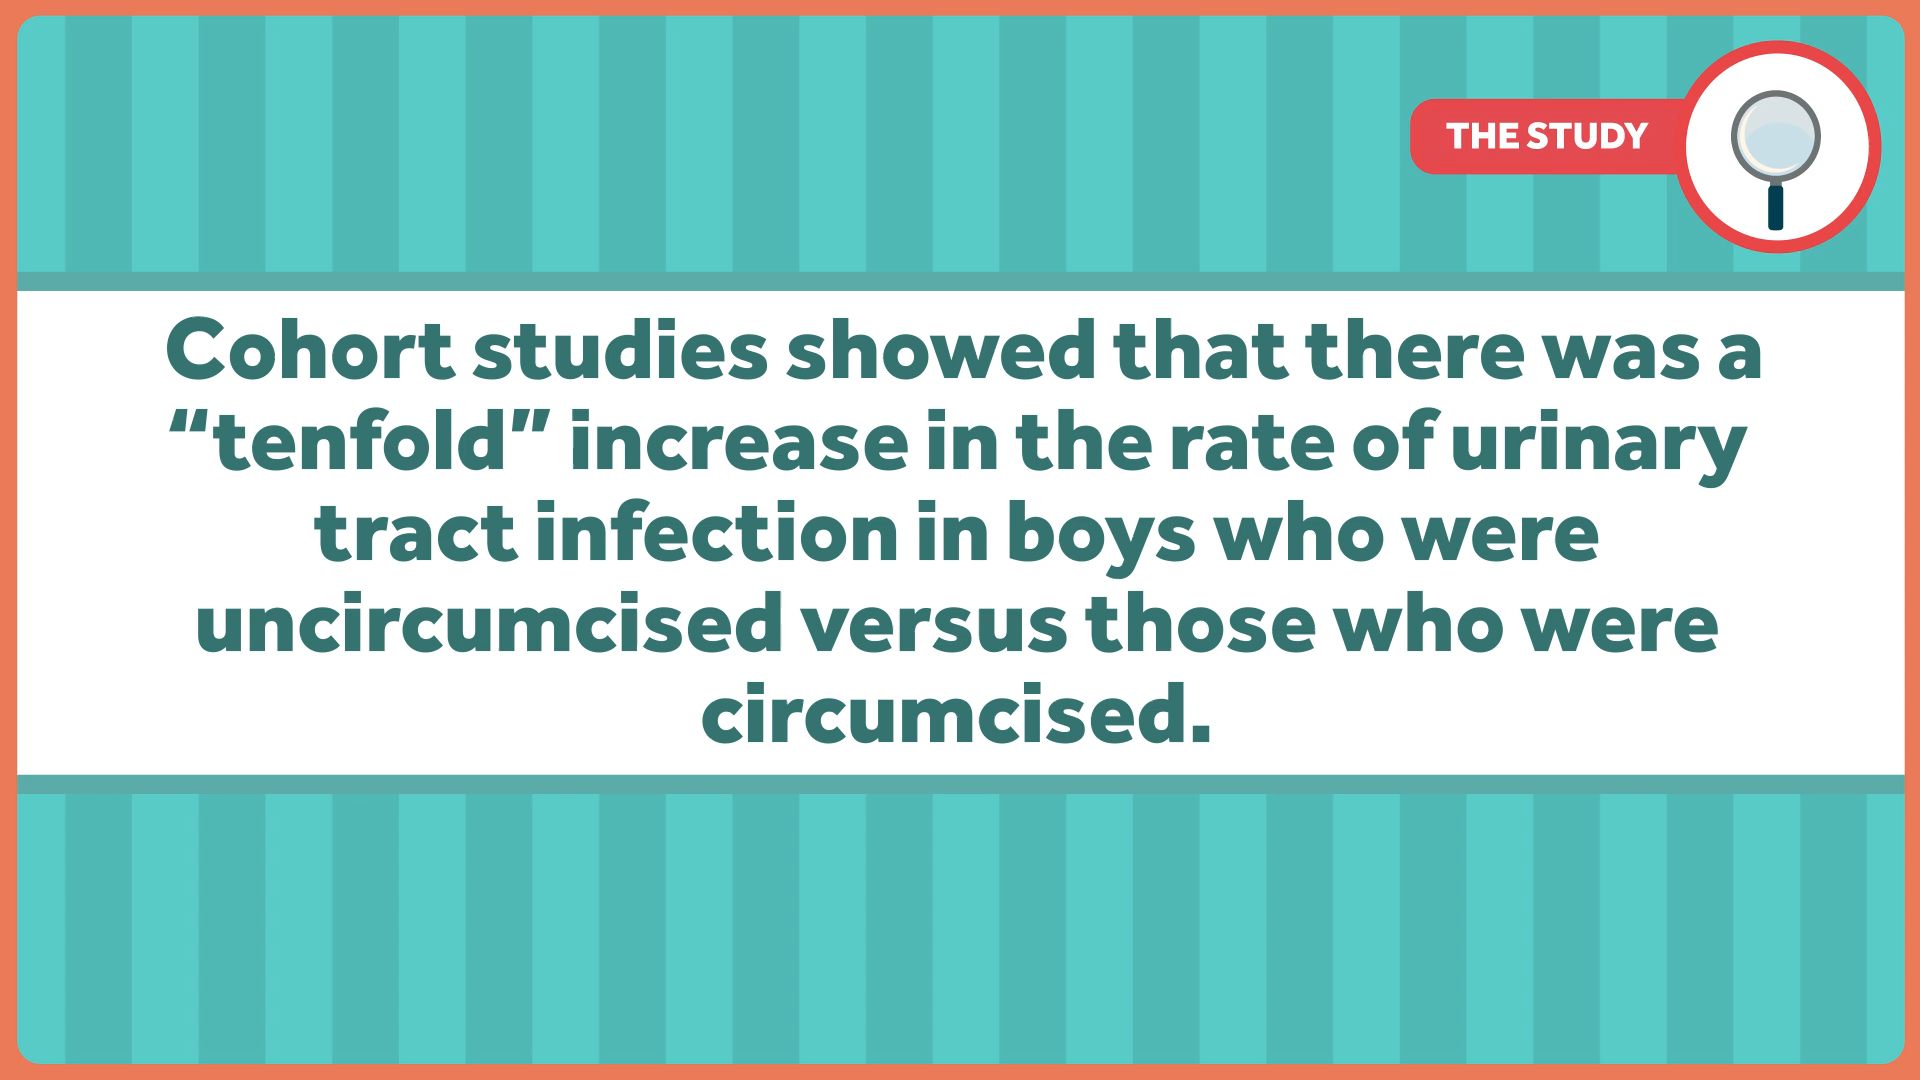 THE STUDY
Cohort studies showed that there was a
“tenfold” increase in the rate of urinary
tract infection in boys who were
uncircumcised versus those who were
circumcised.